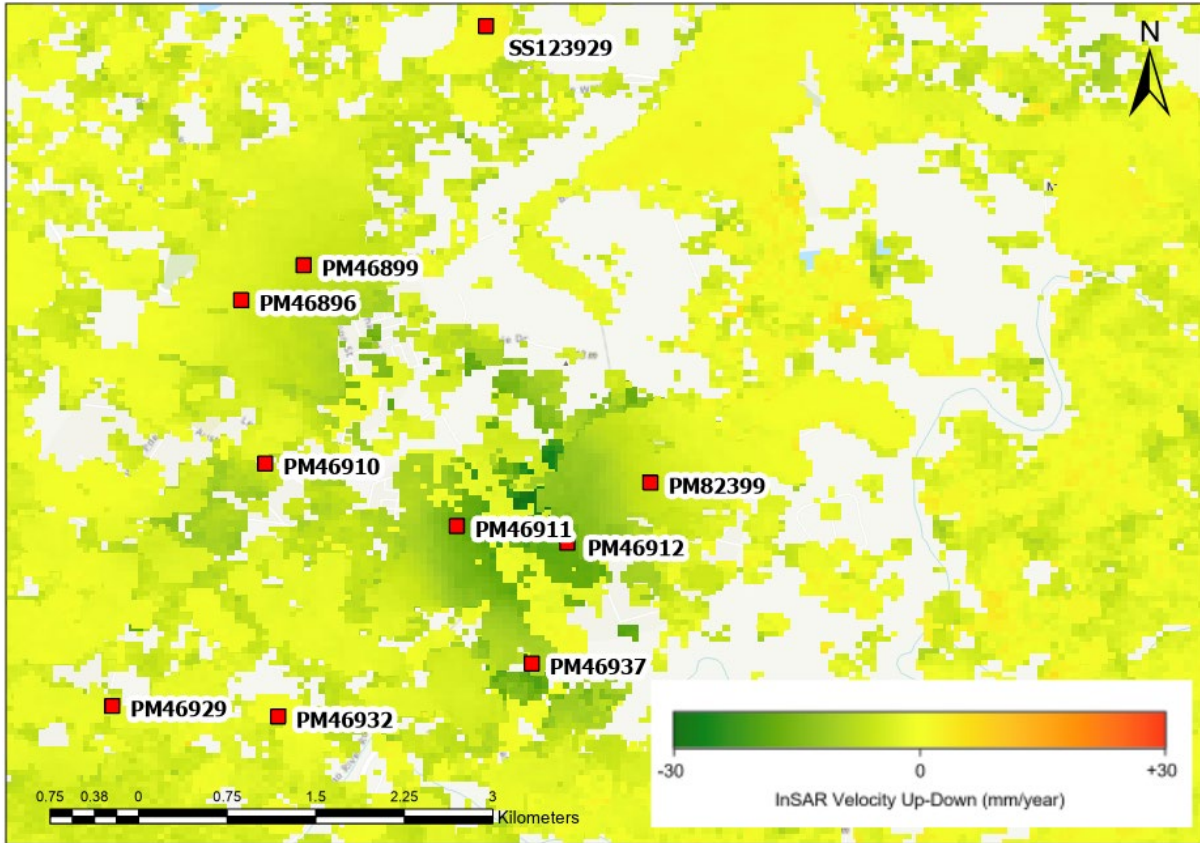 SS123929
N
PM46899
PM46896
PM46910
PM82399
PM46911
PM46912
PM46937
PM46929
PM46932
-30
0
+30
InSAR Velocity Up-Down (mm/year)
0.75 0.38 0 0.75 1.5 2.25 3
Kilometers